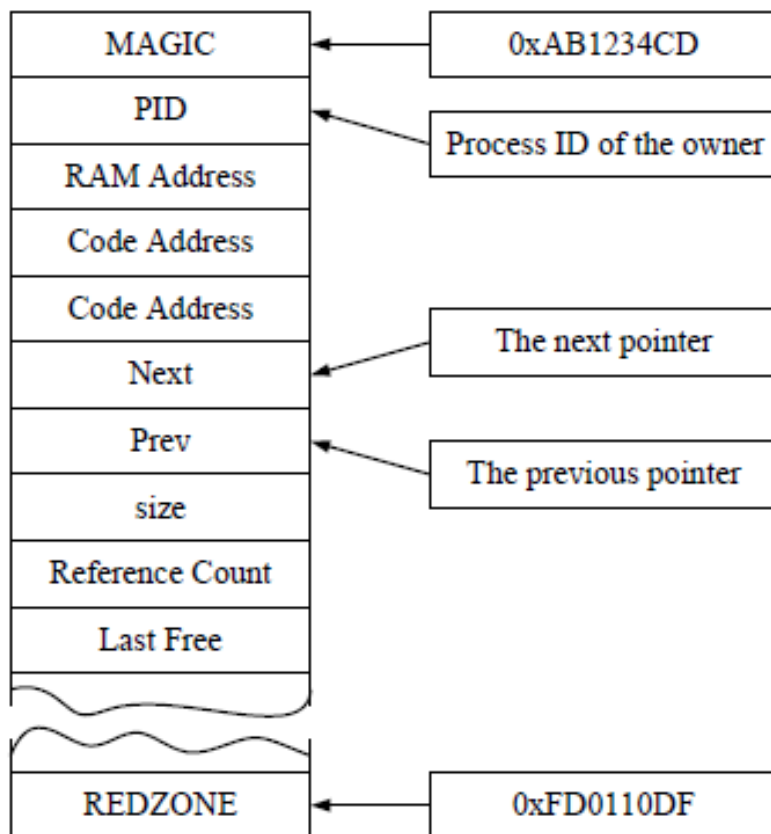 MAGIC
0xAB1234CD
PID
Process ID of the owner
RAM Address
Code Address
Code Address
The next pointer
Next
Prev
The previous pointer
size
Reference Count
Last Free
REDZONE
0xFD0110DF